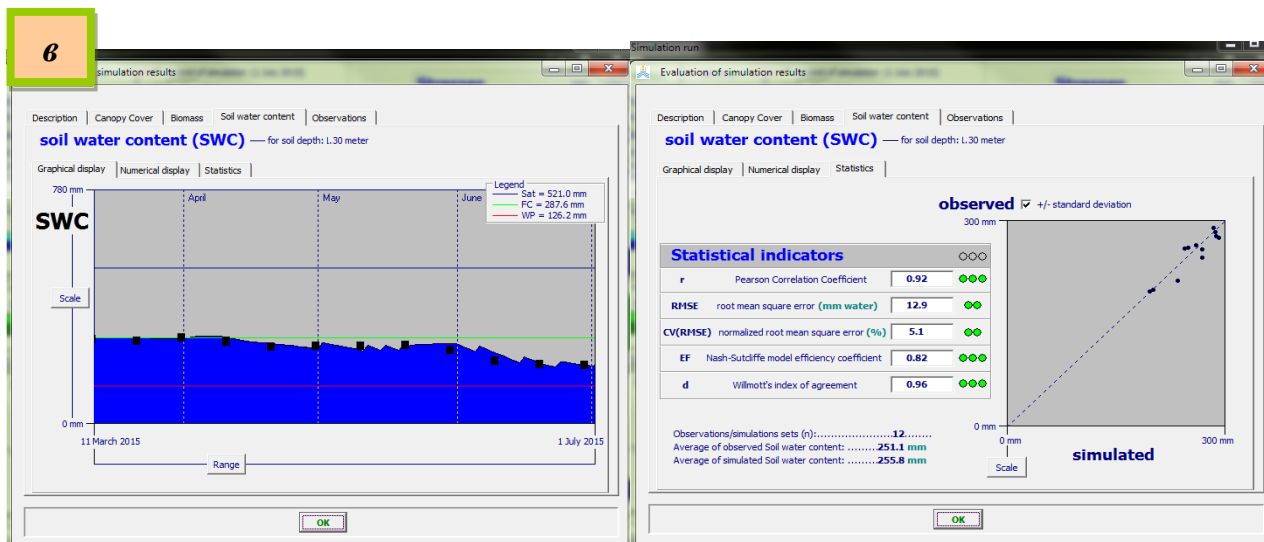 в
simulation results
Description Canopy Cover Biomass Soil water content Observations
soil water content (SWC) for soil depth: 1.30 meter
Graphical display Numerical display Statistics
780 mm
SWC
Scale
0 mm
April
May
June
Legend
Sat = 521.0 mm
FC = 287.6 mm
WP = 126.2 mm
11 March 2015
1 July 2015
Range
OK
Simulation run
Evaluation of simulation results
Description Canopy Cover Biomass Soil water content Observations
soil water content (SWC) for soil depth: 1.30 meter
Graphical display Numerical display Statistics
observed +/- standard deviation
300 mm
Statistical indicators
r Pearson Correlation Coefficient 0.92
RMSE root mean square error (mm water) 12.9
CV(RMSE) normalized root mean square error (%) 5.1
EF Nash-Sutcliffe model efficiency coefficient 0.82
d Willmott's index of agreement 0.96
Observations/simulations sets (n):.....................12........
Average of observed Soil water content: .........251.1 mm
Average of simulated Soil water content: .........255.8 mm
0 mm
0 mm
300 mm
simulated
Scale
OK